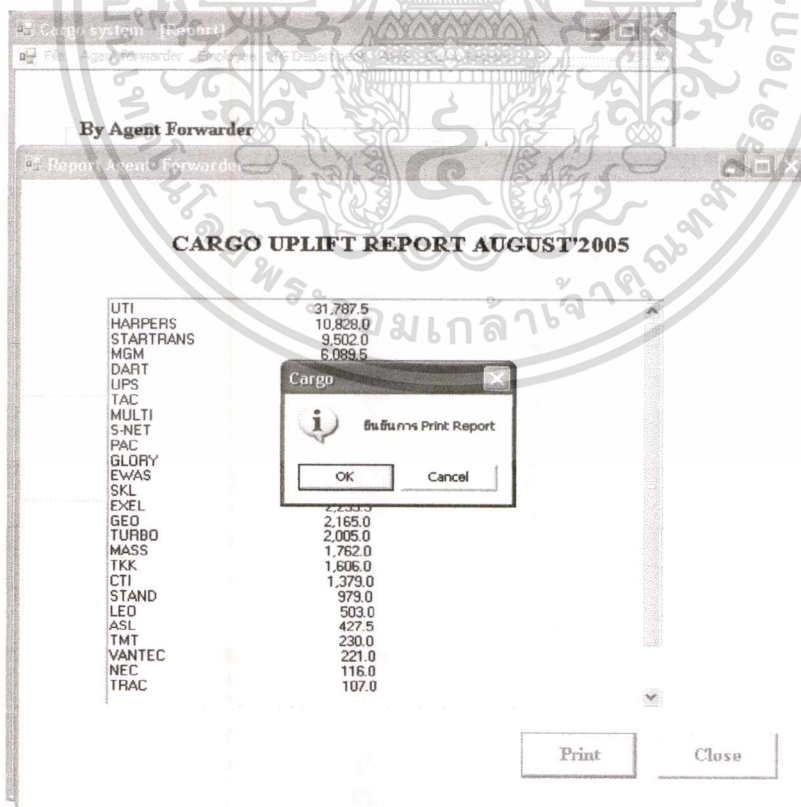 Cargo system - [Report]
File Agent Forwarder Employee
By Agent Forwarder
Report Agent Forwarder
CARGO UPLIFT REPORT AUGUST'2005
UTI 31,787.5
HARPERS 10,828.0
STARTRANS 9,502.0
MGM 6,089.5
DART
UPS
TAC
MULTI
S-NET
PAC
GLORY
EWAS
SKL
EXEL
GEO 2,165.0
TURBO 2,005.0
MASS 1,762.0
TKK 1,606.0
CTI 1,379.0
STAND 979.0
LEO 503.0
ASL 427.5
TMT 230.0
VANTEC 221.0
NEC 116.0
TRAC 107.0
Cargo
ยืนยันการ Print Report
OK Cancel
Print Close